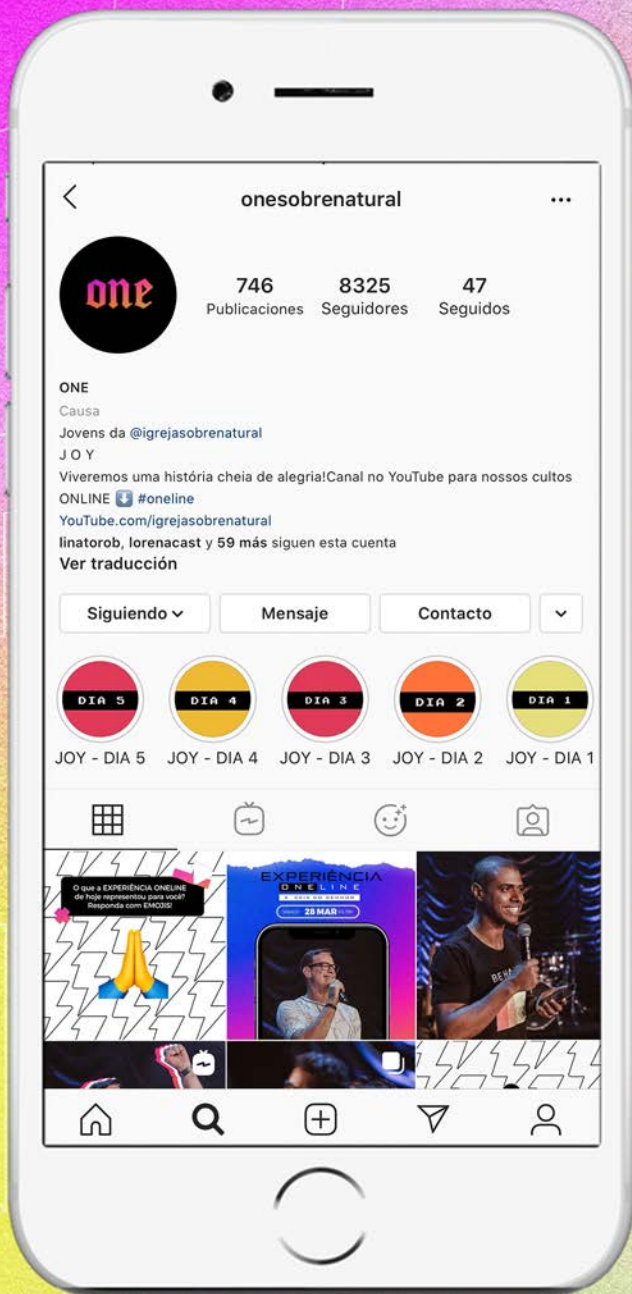 onesobrenatural
one
746
8325
47
Publicaciones
Seguidores
Seguidos
ONE
Causa
Jovens da @igrejasobrenatural
J O Y
Viveremos uma história cheia de alegria!Canal no YouTube para nossos cultos
ONLINE ⬇️ #oneline
YouTube.com/igrejasobrenatural
linatorob, lorenacast y 59 más siguen esta cuenta
Ver traducción
Siguiendo
Mensaje
Contacto
DIA 5
DIA 4
DIA 3
DIA 2
DIA 1
JOY - DIA 5
JOY - DIA 4
JOY - DIA 3
JOY - DIA 2
JOY - DIA 1
O que a EXPERIÊNCIA ONELINE
de hoje representou para você?
Responda com EMOJIS!
EXPERIÊNCIA
ONELINE
28 MAR